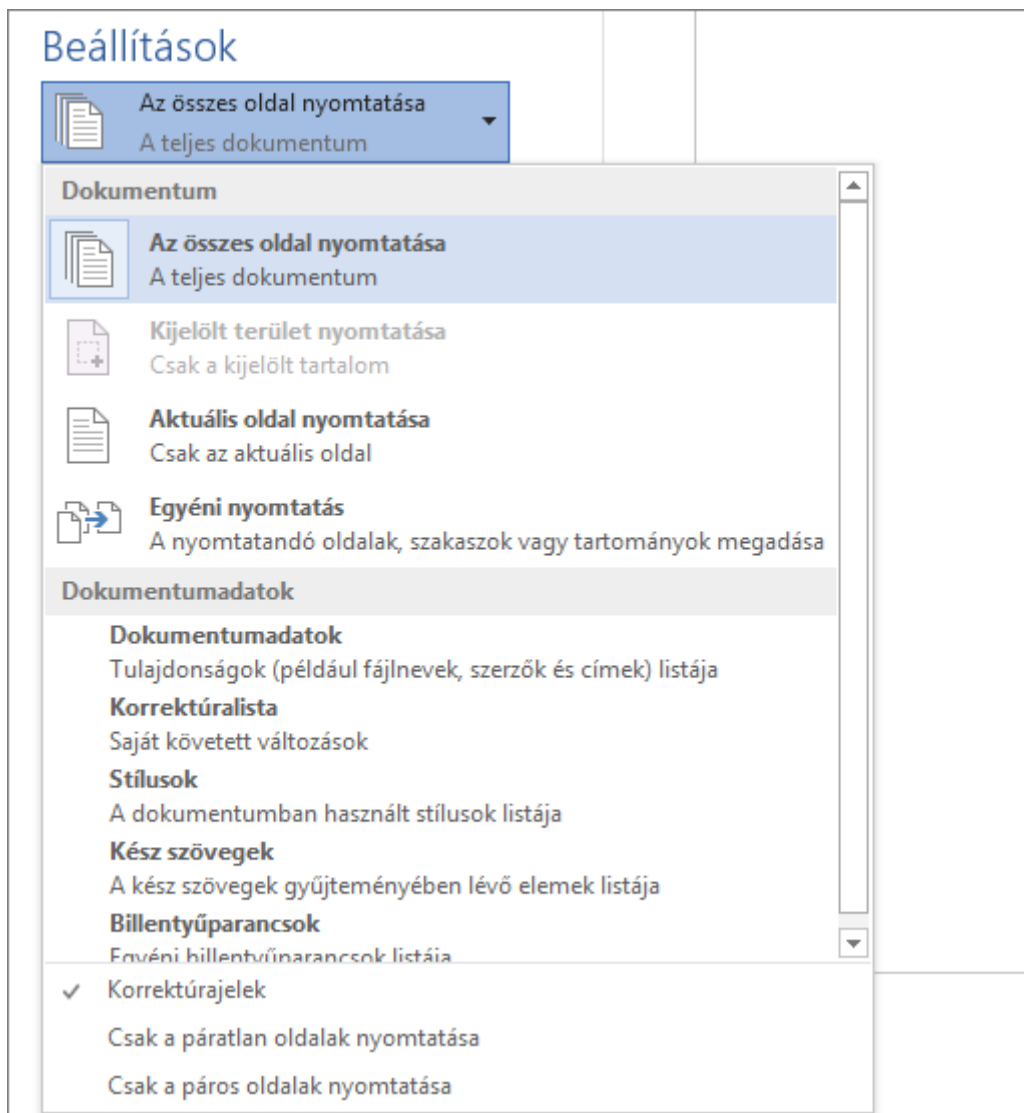 Beállítások
Az összes oldal nyomtatása
A teljes dokumentum
Dokumentum
Az összes oldal nyomtatása
A teljes dokumentum
Kijelölt terület nyomtatása
Csak a kijelölt tartalom
Aktuális oldal nyomtatása
Csak az aktuális oldal
Egyéni nyomtatás
A nyomtatandó oldalak, szakaszok vagy tartományok megadása
Dokumentumadatok
Dokumentumadatok
Tulajdonságok (például fájlnevek, szerzők és címek) listája
Korrektúralista
Saját követett változások
Stílusok
A dokumentumban használt stílusok listája
Kész szövegek
A kész szövegek gyűjteményében lévő elemek listája
Billentyűparancsok
Egyéni billentyűparancsok listája
Korrektúrajelek
Csak a páratlan oldalak nyomtatása
Csak a páros oldalak nyomtatása